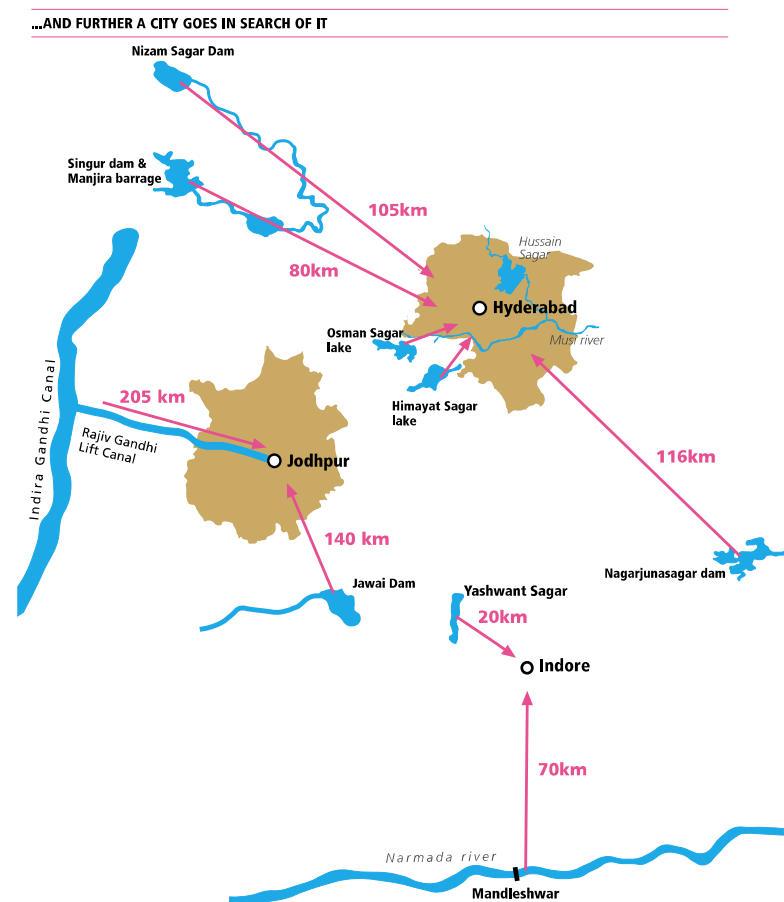 ...AND FURTHER A CITY GOES IN SEARCH OF IT
Nizam Sagar Dam
Singur dam &
Manjira barrage
105km
80km
Hussain
Sagar
Hyderabad
Osman Sagar
lake
Musi river
Himayat Sagar
lake
205 km
Indira Gandhi Canal
Rajiv Gandhi
Lift Canal
Jodhpur
116km
140 km
Nagarjunasagar dam
Jawai Dam
Yashwant Sagar
20km
Indore
70km
Narmada river
Mandleshwar